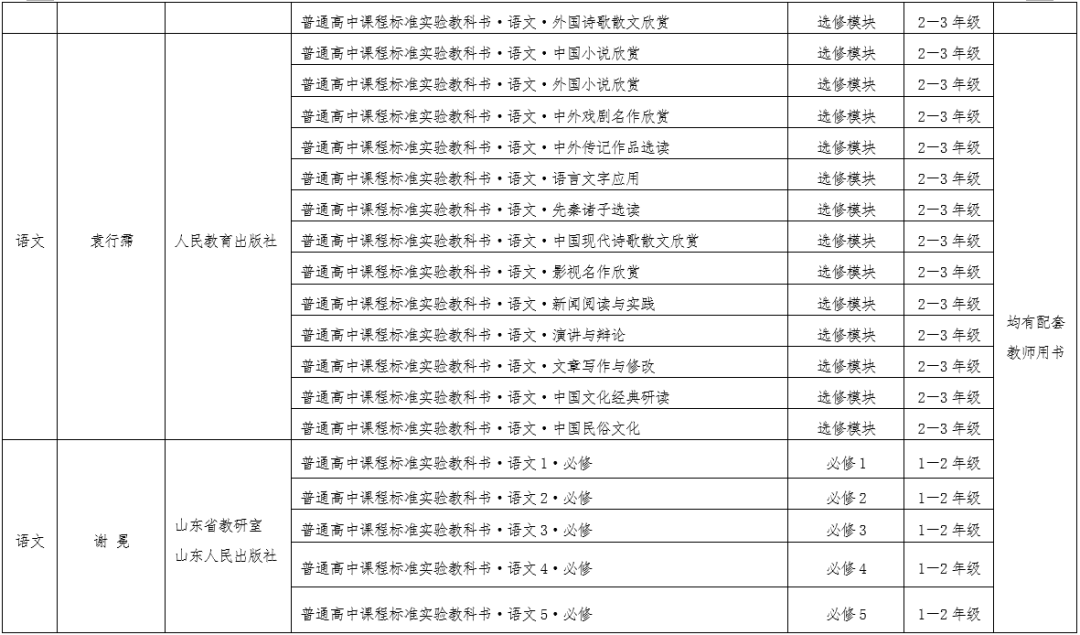 普通高中课程标准实验教科书·语文·外国诗歌散文欣赏 选修模块 2—3 年级
普通高中课程标准实验教科书·语文·中国小说欣赏 选修模块 2—3 年级
普通高中课程标准实验教科书·语文·外国小说欣赏 选修模块 2—3 年级
普通高中课程标准实验教科书·语文·中外戏剧名作欣赏 选修模块 2—3 年级
普通高中课程标准实验教科书·语文·中外传记作品选读 选修模块 2—3 年级
普通高中课程标准实验教科书·语文·语言文字应用 选修模块 2—3 年级
普通高中课程标准实验教科书·语文·先秦诸子选读 选修模块 2—3 年级
语文 袁行霈 人民教育出版社 普通高中课程标准实验教科书·语文·中国现代诗歌散文欣赏 选修模块 2—3 年级
普通高中课程标准实验教科书·语文·影视名作欣赏 选修模块 2—3 年级
普通高中课程标准实验教科书·语文·新闻阅读与实践 选修模块 2—3 年级
均有配套
教师用书
普通高中课程标准实验教科书·语文·演讲与辩论 选修模块 2—3 年级
普通高中课程标准实验教科书·语文·文章写作与修改 选修模块 2—3 年级
普通高中课程标准实验教科书·语文·中国文化经典研读 选修模块 2—3 年级
普通高中课程标准实验教科书·语文·中国民俗文化 选修模块 2—3 年级
普通高中课程标准实验教科书·语文1·必修 必修1 1—2 年级
普通高中课程标准实验教科书·语文2·必修 必修2 1—2 年级
语文 谢 冕 山东省教研室
山东人民出版社
普通高中课程标准实验教科书·语文3·必修 必修3 1—2 年级
普通高中课程标准实验教科书·语文4·必修 必修4 1—2 年级
普通高中课程标准实验教科书·语文5·必修 必修5 1—2 年级